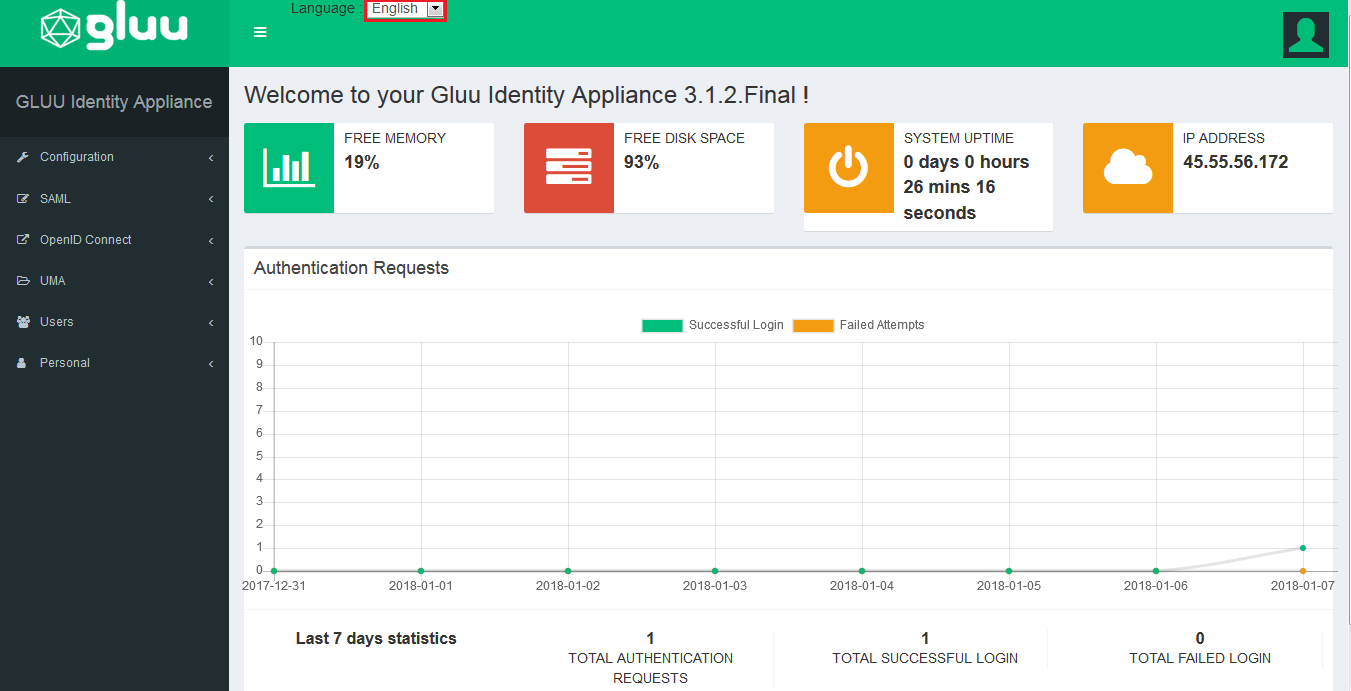 gluu
Language : English
GLUU Identity Appliance
Configuration
SAML
OpenID Connect
UMA
Users
Personal
Welcome to your Gluu Identity Appliance 3.1.2.Final !
FREE MEMORY
19%
FREE DISK SPACE
93%
SYSTEM UPTIME
0 days 0 hours
26 mins 16
seconds
IP ADDRESS
45.55.56.172
Authentication Requests
Successful Login
Failed Attempts
10
9
8
7
6
5
4
3
2
1
0
2017-12-31
2018-01-01
2018-01-02
2018-01-03
2018-01-04
2018-01-05
2018-01-06
2018-01-07
Last 7 days statistics
1
TOTAL AUTHENTICATION
REQUESTS
1
TOTAL SUCCESSFUL LOGIN
0
TOTAL FAILED LOGIN